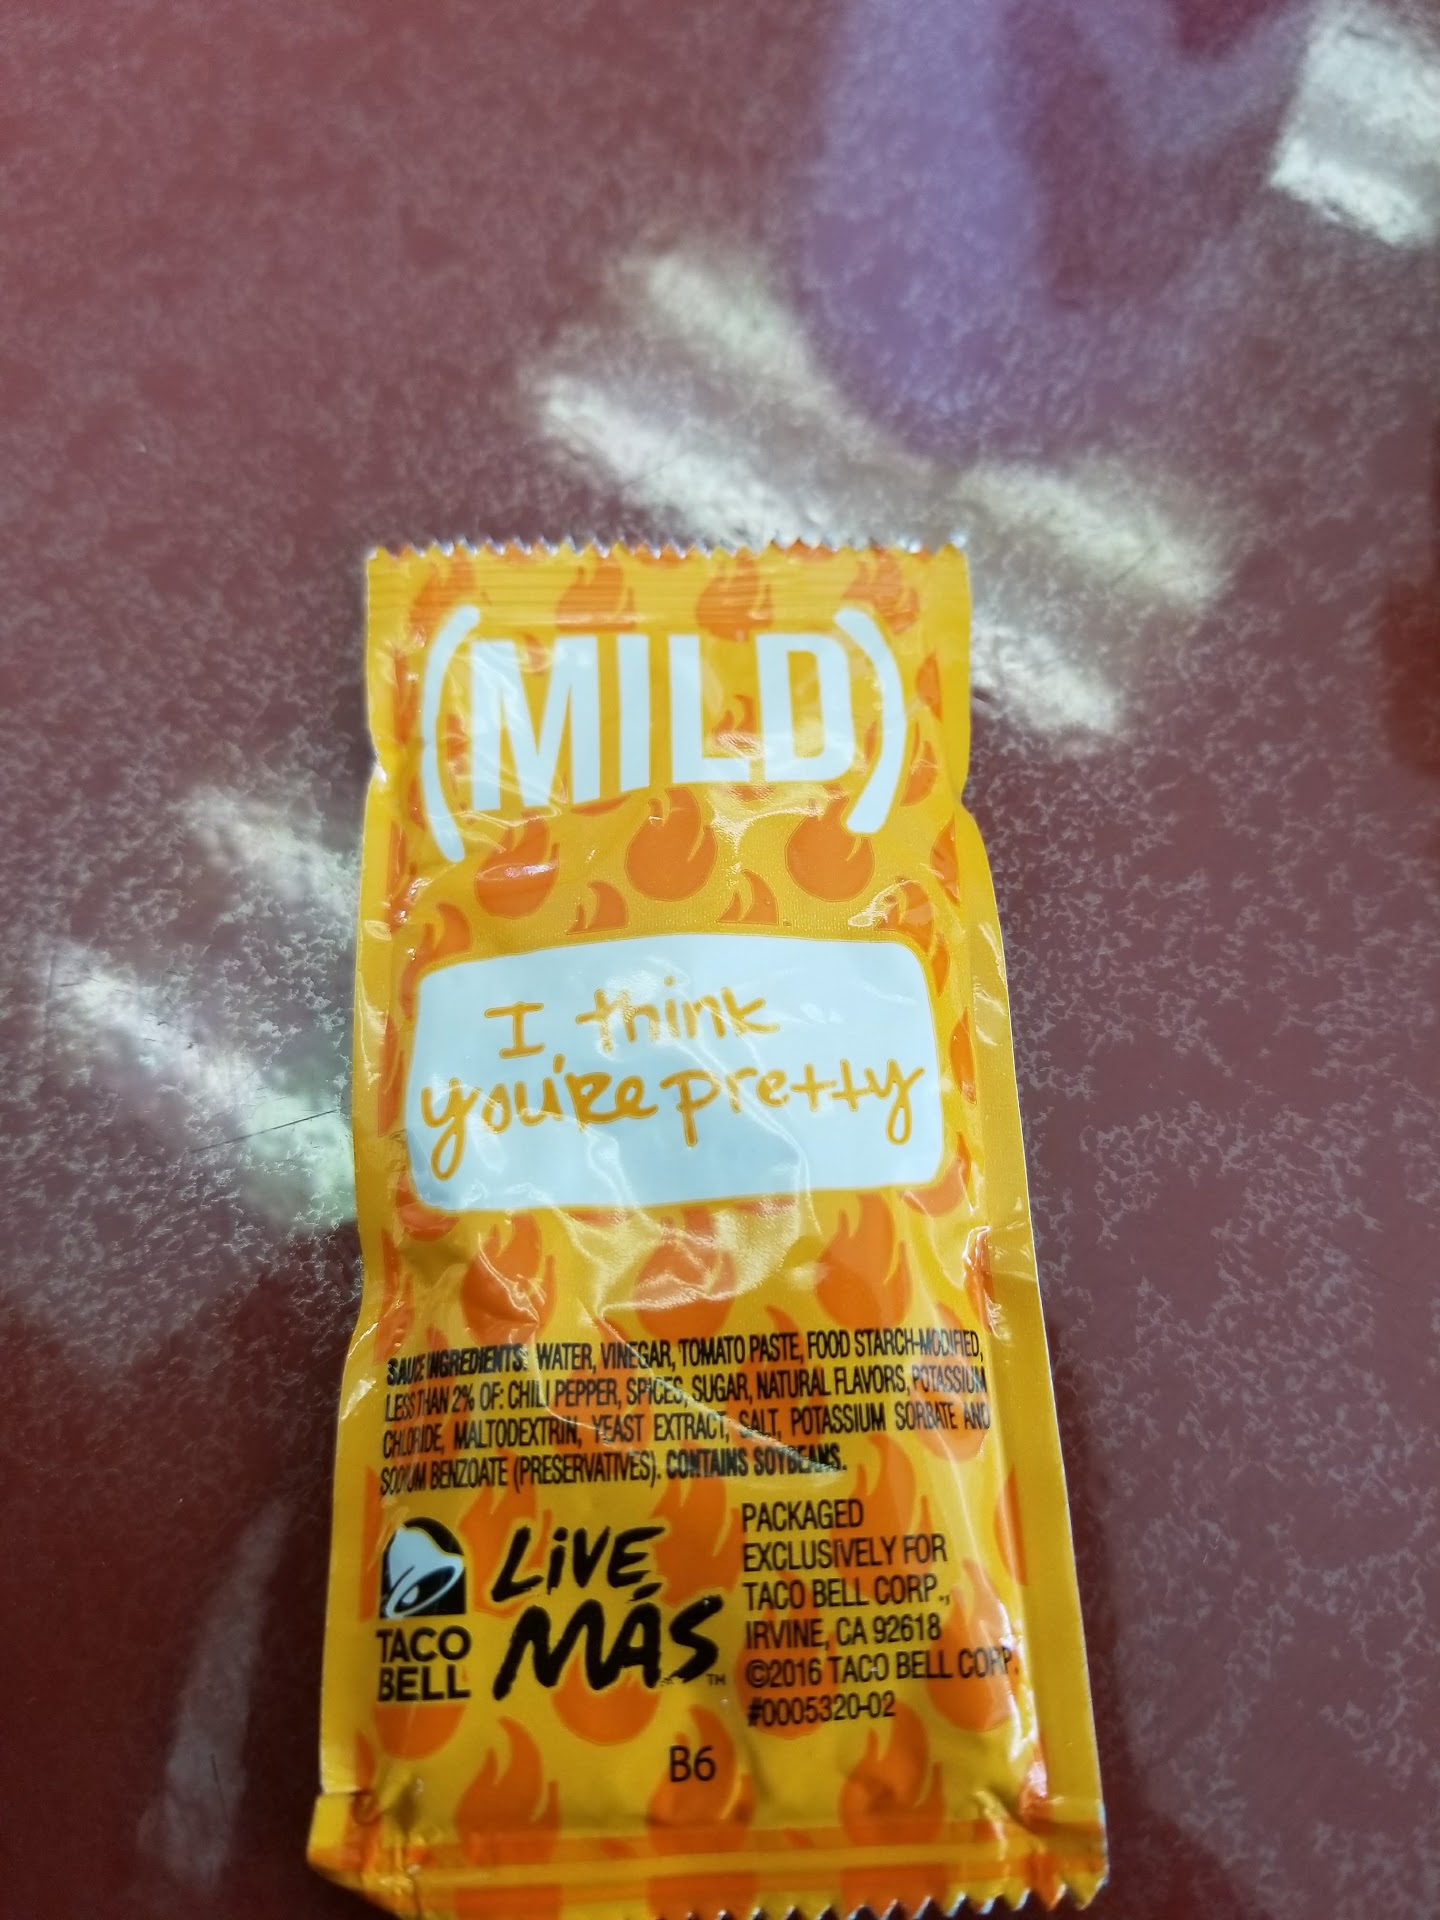 (MILD)
I think
you're pretty
SAUCE INGREDIENTS: WATER, VINEGAR, TOMATO PASTE, FOOD STARCH-MODIFIED,
LESS THAN 2% OF: CHILI PEPPER, SPICES, SUGAR, NATURAL FLAVORS, POTASSIUM
CHLORIDE, MALTODEXTRIN, YEAST EXTRACT, SALT, POTASSIUM SORBATE AND
SODIUM BENZOATE (PRESERVATIVES). CONTAINS SOYBEANS.
TACO
BELL
LiVE
MÁS™
PACKAGED
EXCLUSIVELY FOR
TACO BELL CORP.,
IRVINE, CA 92618
©2016 TACO BELL CORP.
#0005320-02
B6